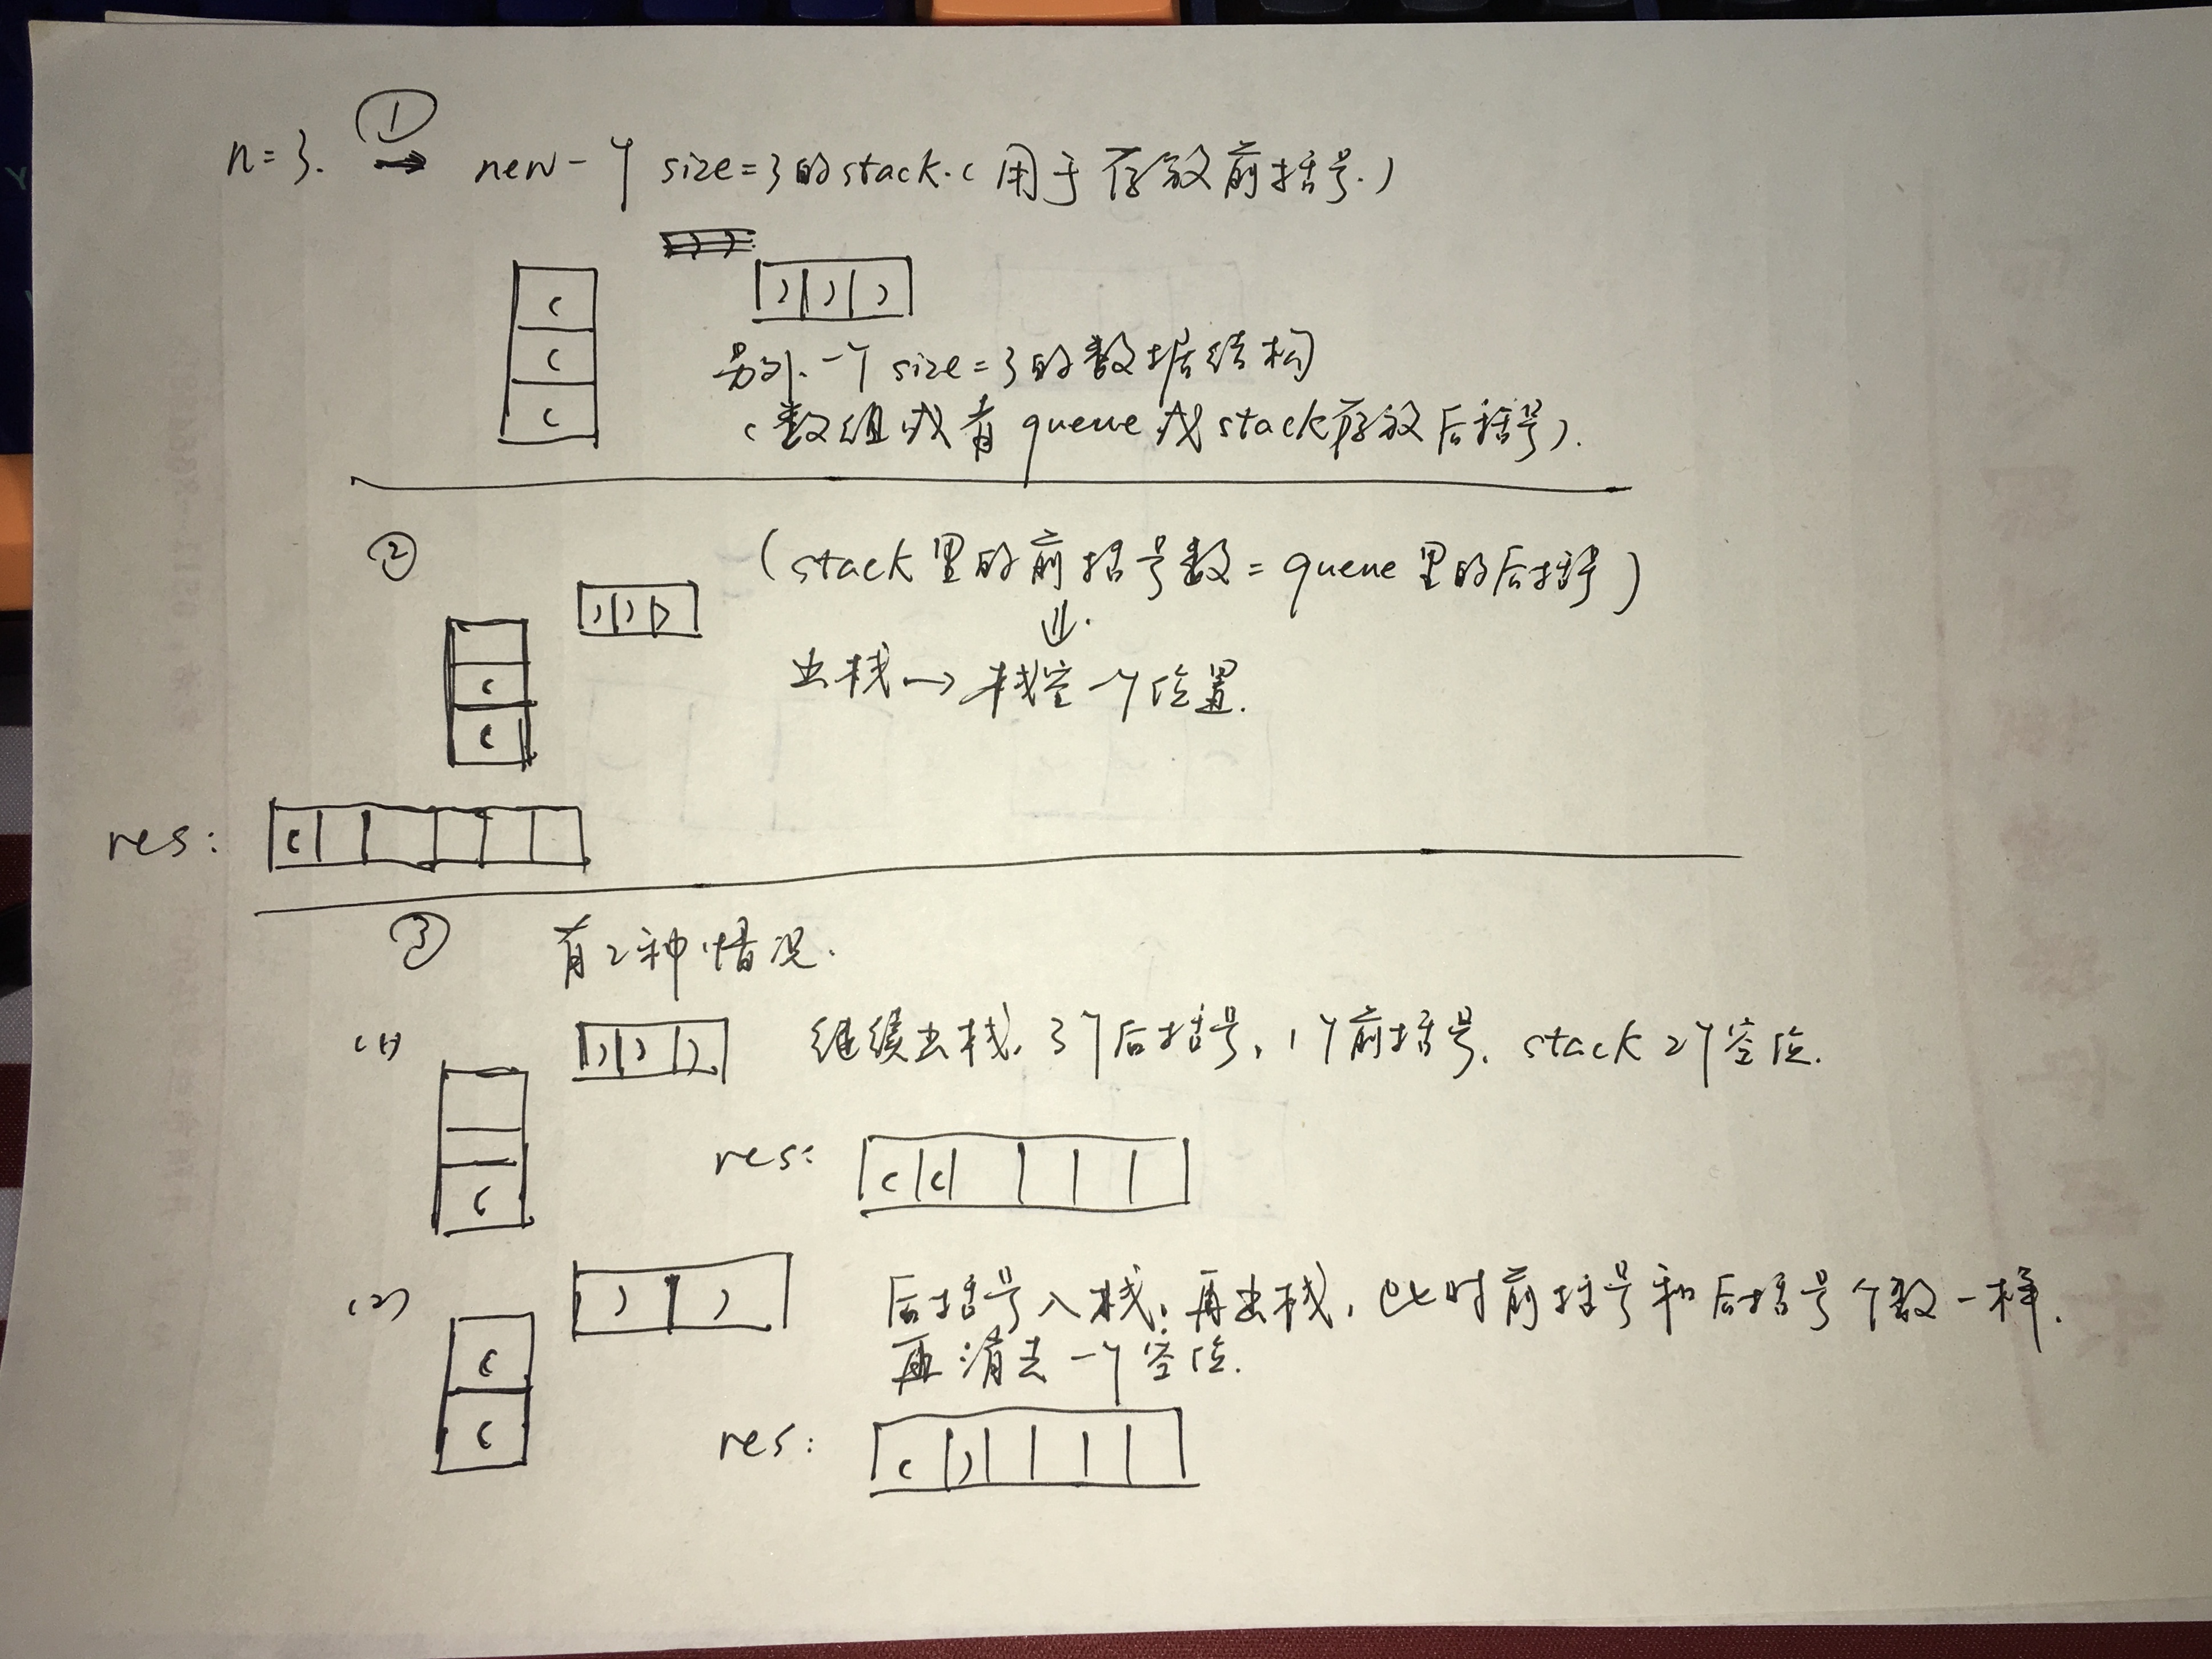 ①
n=3. → new一个 size=3的stack.(用于存放前括号.)
( ) ) )
(
(
另外一个 size=3的数据结构
(数组或者 queue 或 stack存放后括号).
②
(stack里的前括号数=queue里的后括号)
) ) )
⇓.
出栈→栈空一个位置.
(
(
res: (
③ 有2种情况.
(1) ) ) ) 继续出栈, 3个后括号, 1个前括号, stack 2个空位.
( res: ( (
(2) ) ) 后括号入栈, 再出栈, 此时前括号和后括号个数一样.
( 再消去一个空位.
( res: ( )